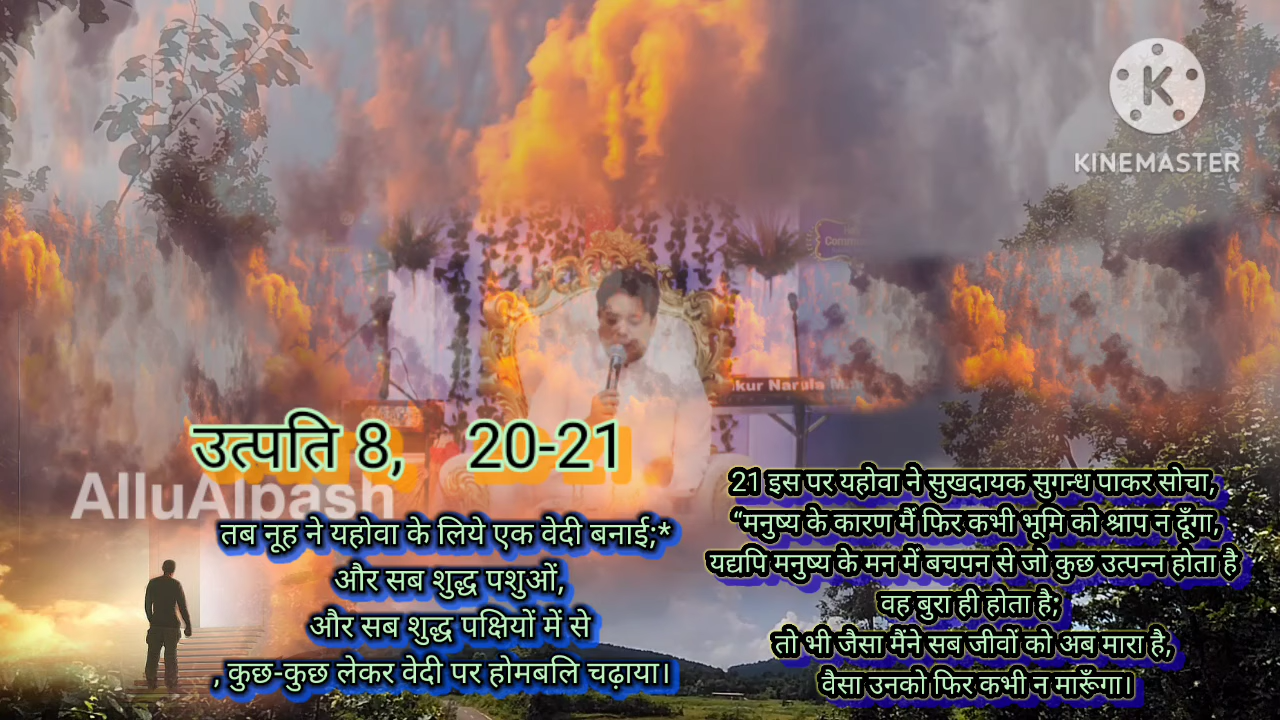 KINEMASTER
kur Narula M
उत्पति 8, 20-21
AlluAlpash
तब नूह ने यहोवा के लिये एक वेदी बनाई;*
और सब शुद्ध पशुओं,
और सब शुद्ध पक्षियों में से
, कुछ-कुछ लेकर वेदी पर होमबलि चढ़ाया।
21 इस पर यहोवा ने सुखदायक सुगन्ध पाकर सोचा,
“मनुष्य के कारण मैं फिर कभी भूमि को श्राप न दूँगा,
यद्यपि मनुष्य के मन में बचपन से जो कुछ उत्पन्न होता है
वह बुरा ही होता है;
तो भी जैसा मैंने सब जीवों को अब मारा है,
वैसा उनको फिर कभी न मारूँगा।